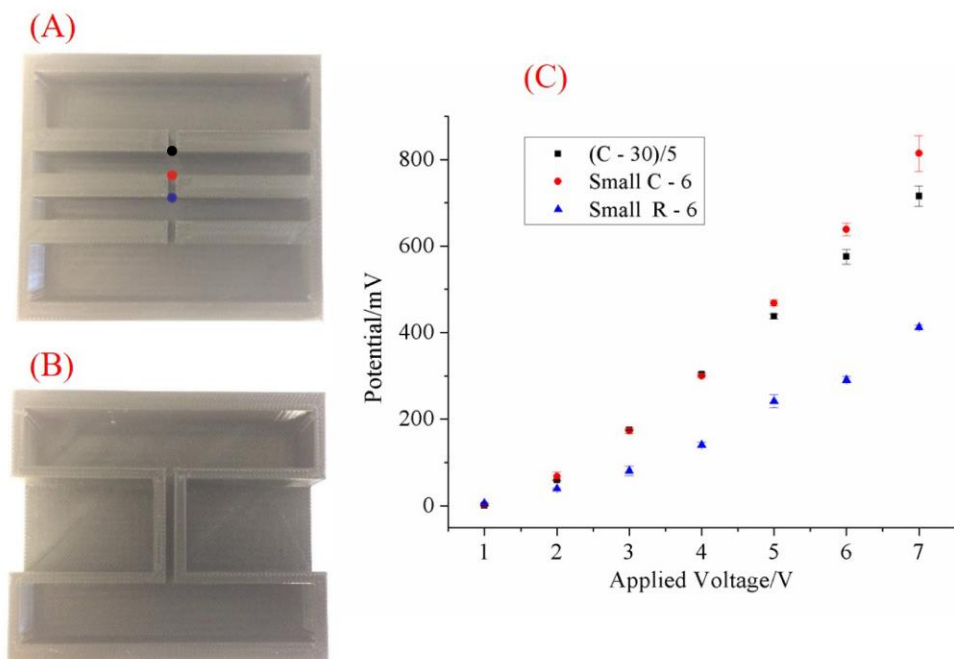 (A)
(B)
(C)
(C - 30)/5
Small C - 6
Small R - 6
800
600
400
200
0
Potential/mV
1 2 3 4 5 6 7
Applied Voltage/V